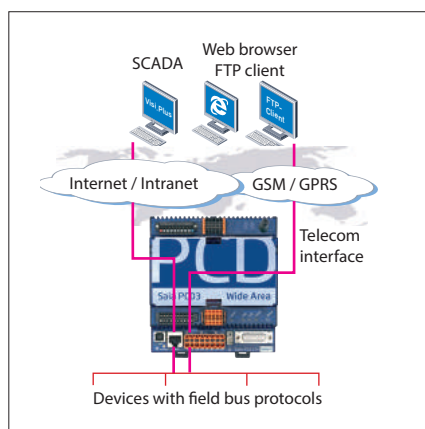 Web browser
SCADA
FTP client
Visi.Plus
FTP-
Client
Internet / Intranet
GSM / GPRS
Telecom
interface
PCD
Saia PCD3
Wide Area
Devices with field bus protocols